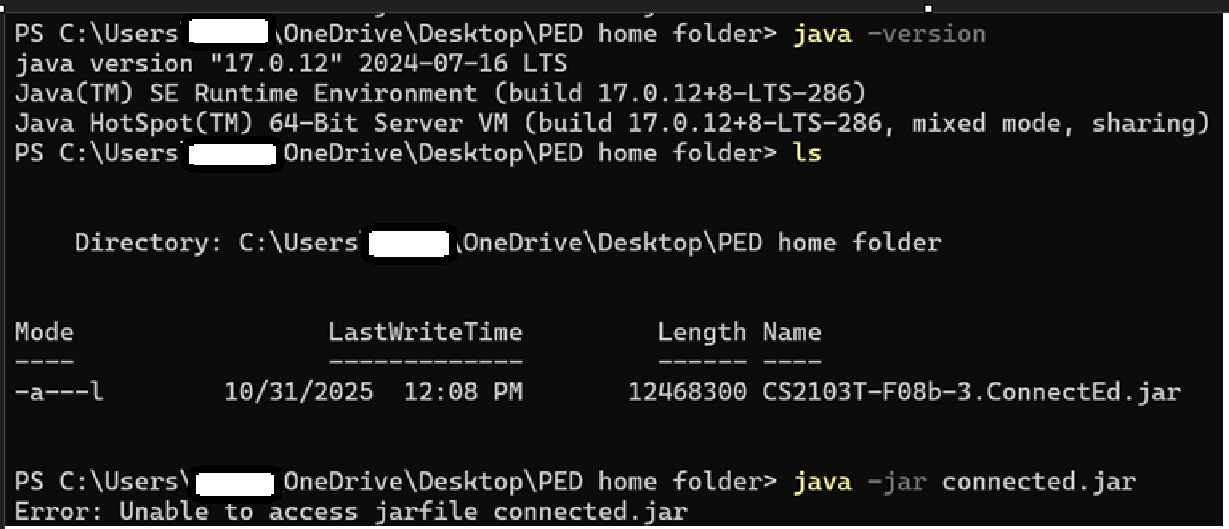 PS C:\Users \OneDrive\Desktop\PED home folder> java -version
java version "17.0.12" 2024-07-16 LTS
Java(TM) SE Runtime Environment (build 17.0.12+8-LTS-286)
Java HotSpot(TM) 64-Bit Server VM (build 17.0.12+8-LTS-286, mixed mode, sharing)
PS C:\Users OneDrive\Desktop\PED home folder> ls
Directory: C:\Users \OneDrive\Desktop\PED home folder
Mode LastWriteTime Length Name
---- ------------- ------ ----
-a---l 10/31/2025 12:08 PM 12468300 CS2103T-F08b-3.ConnectEd.jar
PS C:\Users\ OneDrive\Desktop\PED home folder> java -jar connected.jar
Error: Unable to access jarfile connected.jar